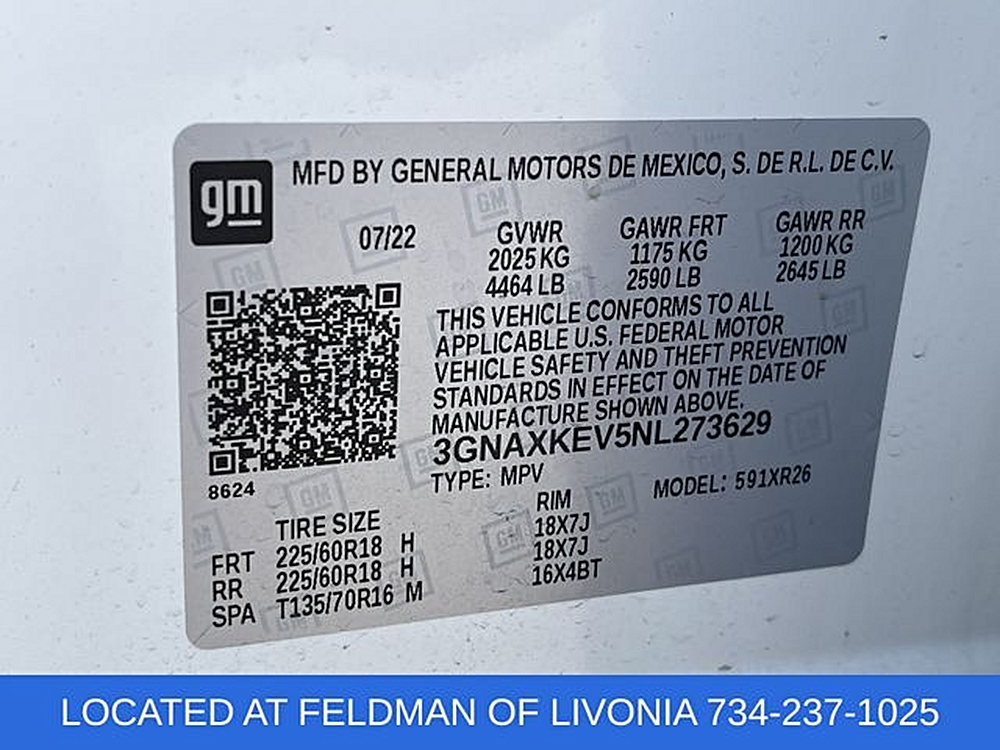 gm
MFD BY GENERAL MOTORS DE MEXICO, S. DE R.L. DE C.V.
07/22
GVWR GAWR FRT GAWR RR
2025 KG 1175 KG 1200 KG
4464 LB 2590 LB 2645 LB
THIS VEHICLE CONFORMS TO ALL
APPLICABLE U.S. FEDERAL MOTOR
VEHICLE SAFETY AND THEFT PREVENTION
STANDARDS IN EFFECT ON THE DATE OF
MANUFACTURE SHOWN ABOVE.
3GNAXKEV5NL273629
TYPE: MPV MODEL: 591XR26
8624
TIRE SIZE RIM
FRT 225/60R18 H 18X7J
RR 225/60R18 H 18X7J
SPA T135/70R16 M 16X4BT
LOCATED AT FELDMAN OF LIVONIA 734-237-1025